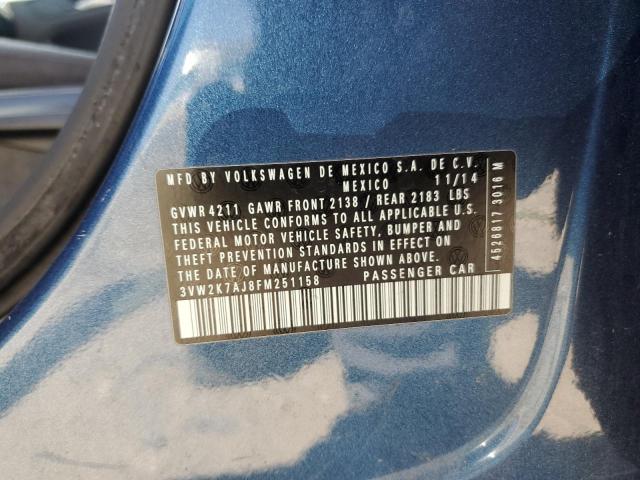 MFD BY VOLKSWAGEN DE MEXICO S.A. DE C.V.
MEXICO 11/14
GVWR 4211 GAWR FRONT 2138 / REAR 2183 LBS
THIS VEHICLE CONFORMS TO ALL APPLICABLE U.S.
FEDERAL MOTOR VEHICLE SAFETY, BUMPER AND
THEFT PREVENTION STANDARDS IN EFFECT ON
THE DATE OF MANUFACTURE SHOWN ABOVE.
3VW2K7AJ8FM251158 PASSENGER CAR
4526817 3016 M